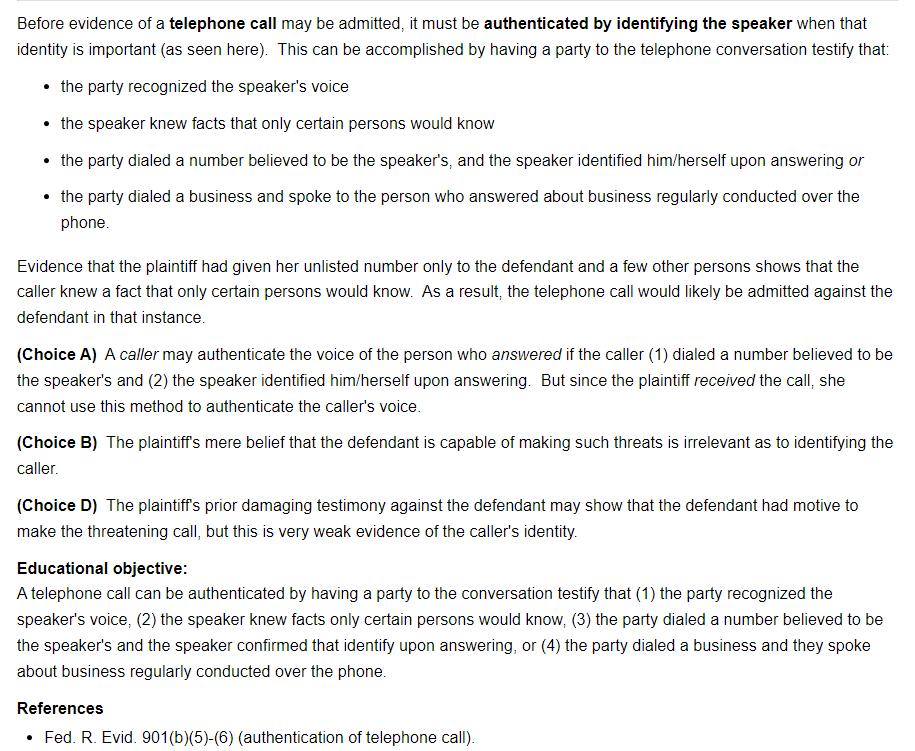 Before evidence of a telephone call may be admitted, it must be authenticated by identifying the speaker when that
identity is important (as seen here).  This can be accomplished by having a party to the telephone conversation testify that:
• the party recognized the speaker's voice
• the speaker knew facts that only certain persons would know
• the party dialed a number believed to be the speaker's, and the speaker identified him/herself upon answering or
• the party dialed a business and spoke to the person who answered about business regularly conducted over the
phone.
Evidence that the plaintiff had given her unlisted number only to the defendant and a few other persons shows that the
caller knew a fact that only certain persons would know.  As a result, the telephone call would likely be admitted against the
defendant in that instance.
(Choice A)  A caller may authenticate the voice of the person who answered if the caller (1) dialed a number believed to be
the speaker's and (2) the speaker identified him/herself upon answering.  But since the plaintiff received the call, she
cannot use this method to authenticate the caller's voice.
(Choice B)  The plaintiff's mere belief that the defendant is capable of making such threats is irrelevant as to identifying the
caller.
(Choice D)  The plaintiff's prior damaging testimony against the defendant may show that the defendant had motive to
make the threatening call, but this is very weak evidence of the caller's identity.
Educational objective:
A telephone call can be authenticated by having a party to the conversation testify that (1) the party recognized the
speaker's voice, (2) the speaker knew facts only certain persons would know, (3) the party dialed a number believed to be
the speaker's and the speaker confirmed that identify upon answering, or (4) the party dialed a business and they spoke
about business regularly conducted over the phone.
References
• Fed. R. Evid. 901(b)(5)-(6) (authentication of telephone call).